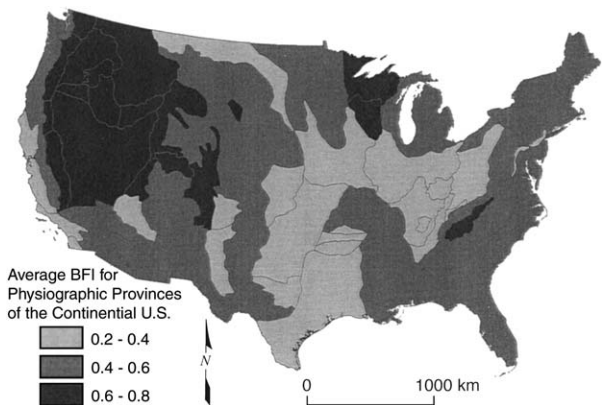 Average BFI for
Physiographic Provinces
of the Continental U.S.
0.2 - 0.4
0.4 - 0.6
0.6 - 0.8
N
0 1000 km